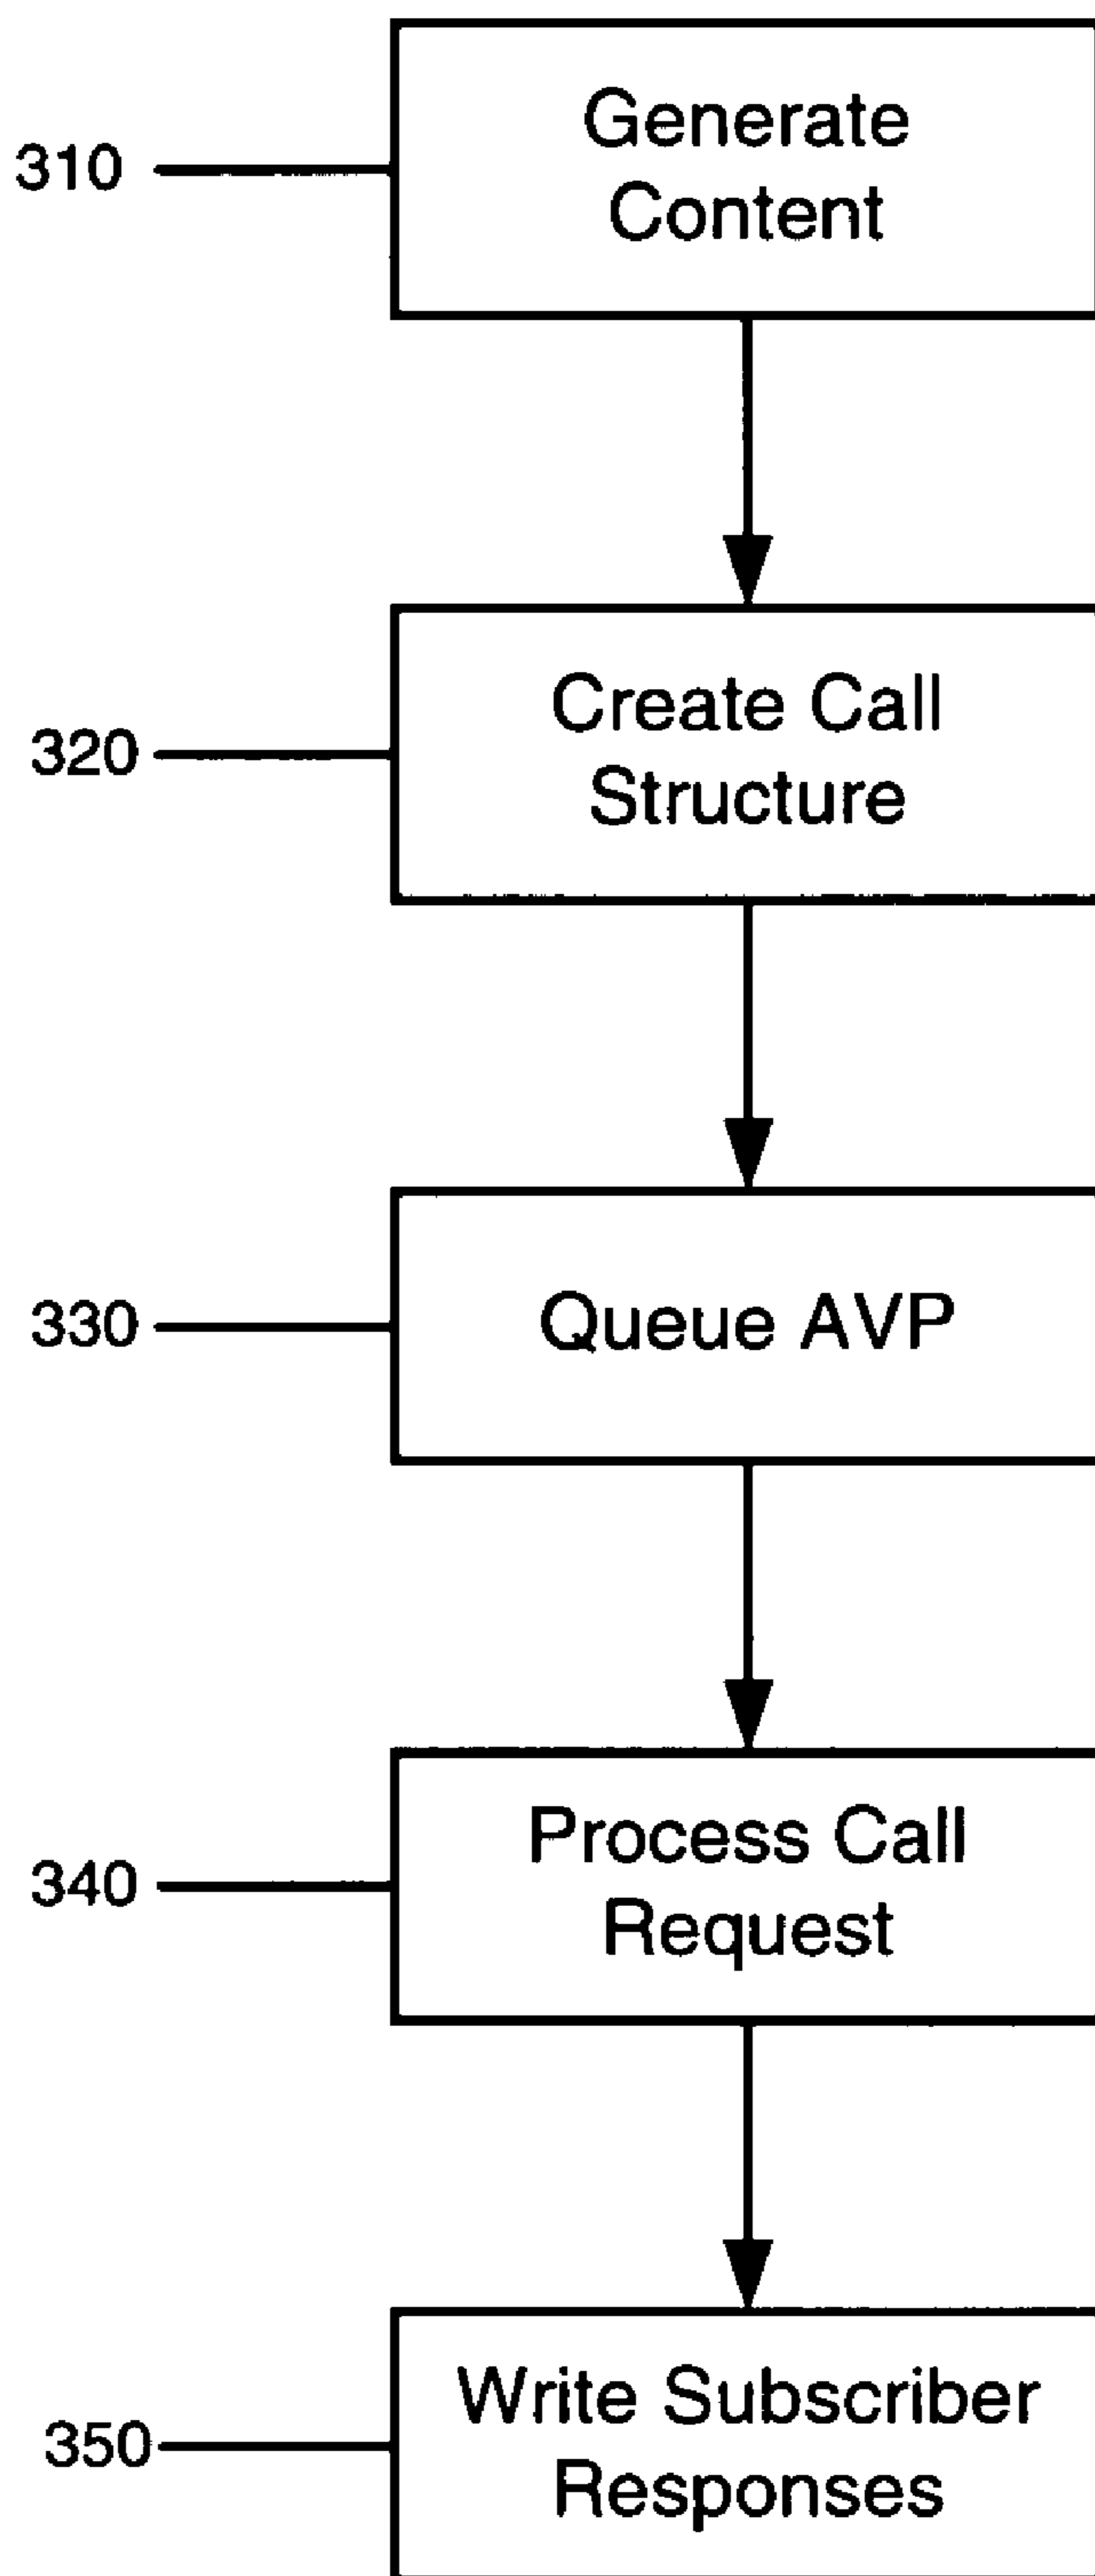 310
Generate
Content
320
Create Call
Structure
330
Queue AVP
340
Process Call
Request
350
Write Subscriber
Responses